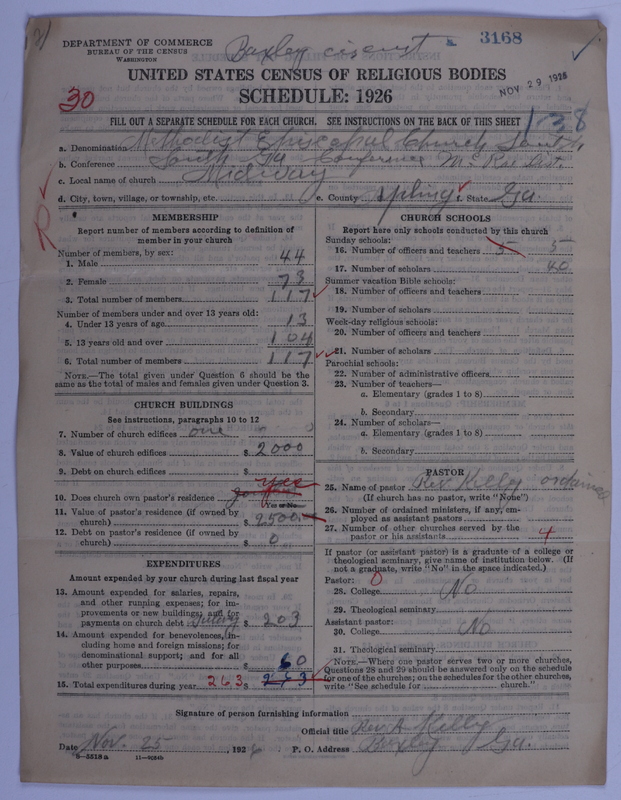 DEPARTMENT OF COMMERCE
BUREAU OF THE CENSUS
WASHINGTON
Baxley
3168
UNITED STATES CENSUS OF RELIGIOUS BODIES
SCHEDULE: 1926
NOV 29 1926
30
FILL OUT A SEPARATE SCHEDULE FOR EACH CHURCH. SEE INSTRUCTIONS ON THE BACK OF THIS SHEET
1-38
a. Denomination Methodist Episcopal Church South
b. Conference South Ga Conference Mc Rae Dist.
c. Local name of church Midway
d. City, town, village, or township, etc. e. County Apling f. State Ga
R
MEMBERSHIP
Report number of members according to definition of
member in your church
Number of members, by sex:
1. Male 44
2. Female 73
3. Total number of members 117
Number of members under and over 13 years old:
4. Under 13 years of age 13
5. 13 years old and over 104
6. Total number of members 117
NOTE.—The total given under Question 6 should be the
same as the total of males and females given under Question 3.
CHURCH BUILDINGS
See instructions, paragraphs 10 to 12
7. Number of church edifices one
8. Value of church edifices $ 2000
9. Debt on church edifices $
10. Does church own pastor's residence yes
Yes or No
11. Value of pastor's residence (if owned by
church) $ 2500
12. Debt on pastor's residence (if owned by
church) $ 0
EXPENDITURES
Amount expended by your church during last fiscal year
13. Amount expended for salaries, repairs,
and other running expenses; for im-
provements or new buildings; and for
payments on church debt $ 203
14. Amount expended for benevolences, in-
cluding home and foreign missions; for
denominational support; and for all
other purposes $ 60
15. Total expenditures during year 263 $ 263
CHURCH SCHOOLS
Report here only schools conducted by this church
Sunday schools:
16. Number of officers and teachers 5 5
17. Number of scholars 40
Summer vacation Bible schools:
18. Number of officers and teachers
19. Number of scholars
Week-day religious schools:
20. Number of officers and teachers
21. Number of scholars
Parochial schools:
22. Number of administrative officers
23. Number of teachers—
a. Elementary (grades 1 to 8)
b. Secondary
24. Number of scholars—
a. Elementary (grades 1 to 8)
b. Secondary
PASTOR
25. Name of pastor Rev. Kelly ordained
(If church has no pastor, write "None")
26. Number of ordained ministers, if any, em-
ployed as assistant pastors
27. Number of other churches served by the
pastor or his assistants 4
If pastor (or assistant pastor) is a graduate of a college or
theological seminary, give name of institution below. (If
not a graduate, write "No" in the space indicated.)
Pastor: 0
28. College No
29. Theological seminary
Assistant pastor:
30. College No
31. Theological seminary
NOTE.—Where one pastor serves two or more churches,
Questions 28 and 29 should be answered only on the schedule
for one of the churches; on the schedules for the other churches,
write "See schedule for church."
Signature of person furnishing information
Official title Rev. A Kelly
Date Nov. 25, 1926 P. O. Address Baxley Ga.
8—3218a 11—9084b